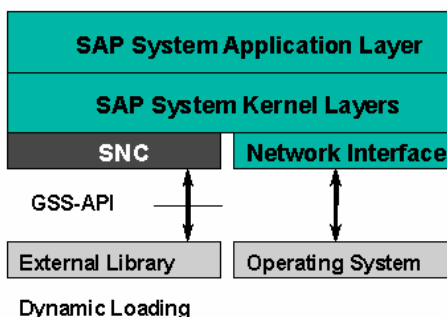 SAP System Application Layer
SAP System Kernel Layers
SNC
Network Interface
GSS-API
External Library
Operating System
Dynamic Loading